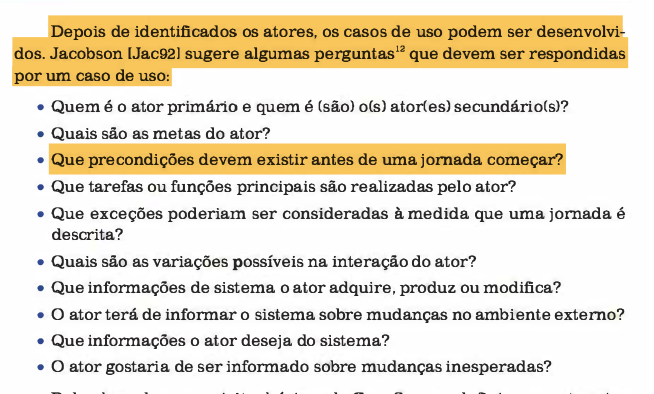 Depois de identificados os atores, os casos de uso podem ser desenvolvi-
dos. Jacobson [Jac92] sugere algumas perguntas¹² que devem ser respondidas
por um caso de uso:
• Quem é o ator primário e quem é (são) o(s) ator(es) secundário(s)?
• Quais são as metas do ator?
• Que precondições devem existir antes de uma jornada começar?
• Que tarefas ou funções principais são realizadas pelo ator?
• Que exceções poderiam ser consideradas à medida que uma jornada é
descrita?
• Quais são as variações possíveis na interação do ator?
• Que informações de sistema o ator adquire, produz ou modifica?
• O ator terá de informar o sistema sobre mudanças no ambiente externo?
• Que informações o ator deseja do sistema?
• O ator gostaria de ser informado sobre mudanças inesperadas?